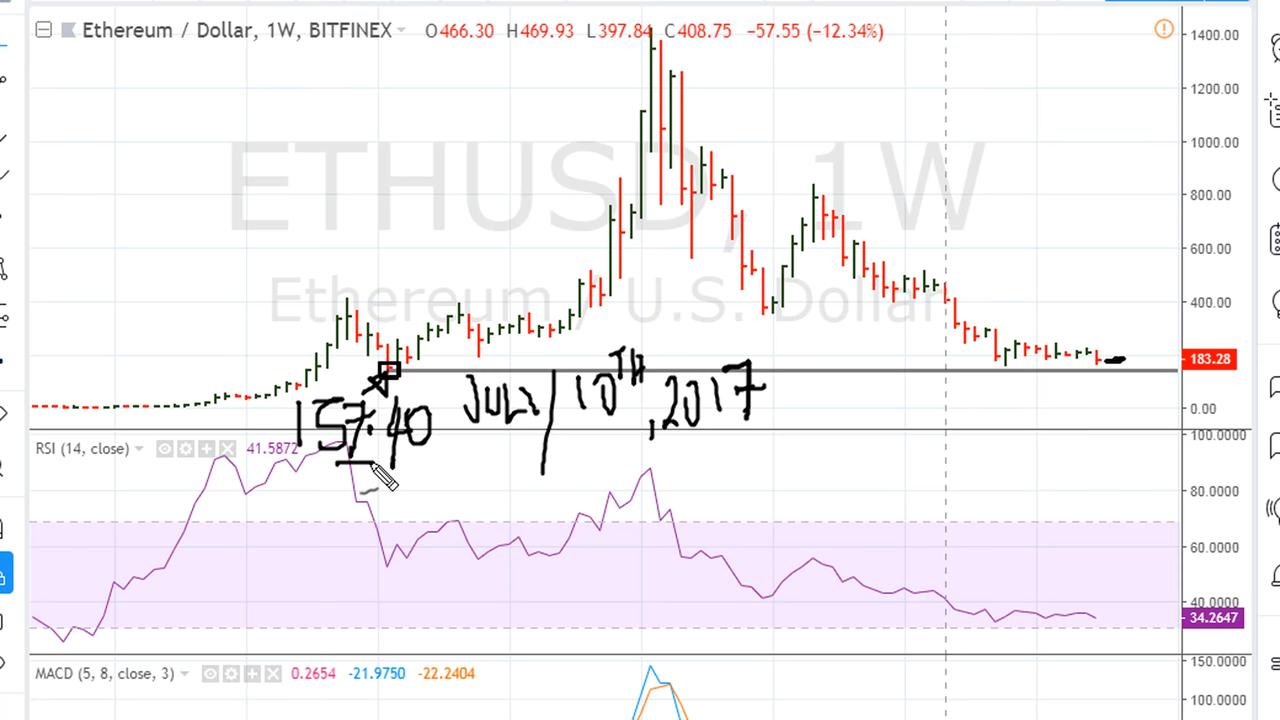 Ethereum / Dollar, 1W, BITFINEX O466.30 H469.93 L397.84 C408.75 −57.55 (−12.34%)
1400.00
1200.00
1000.00
800.00
600.00
400.00
183.28
0.00
ETHUSD, 1W
Ethereum / U.S. Dollar
157.40 JULY 10TH, 2017
RSI (14, close) 41.5872
100.0000
80.0000
60.0000
40.0000
34.2647
MACD (5, 8, close, 3) 0.2654 -21.9750 -22.2404
150.0000
100.0000